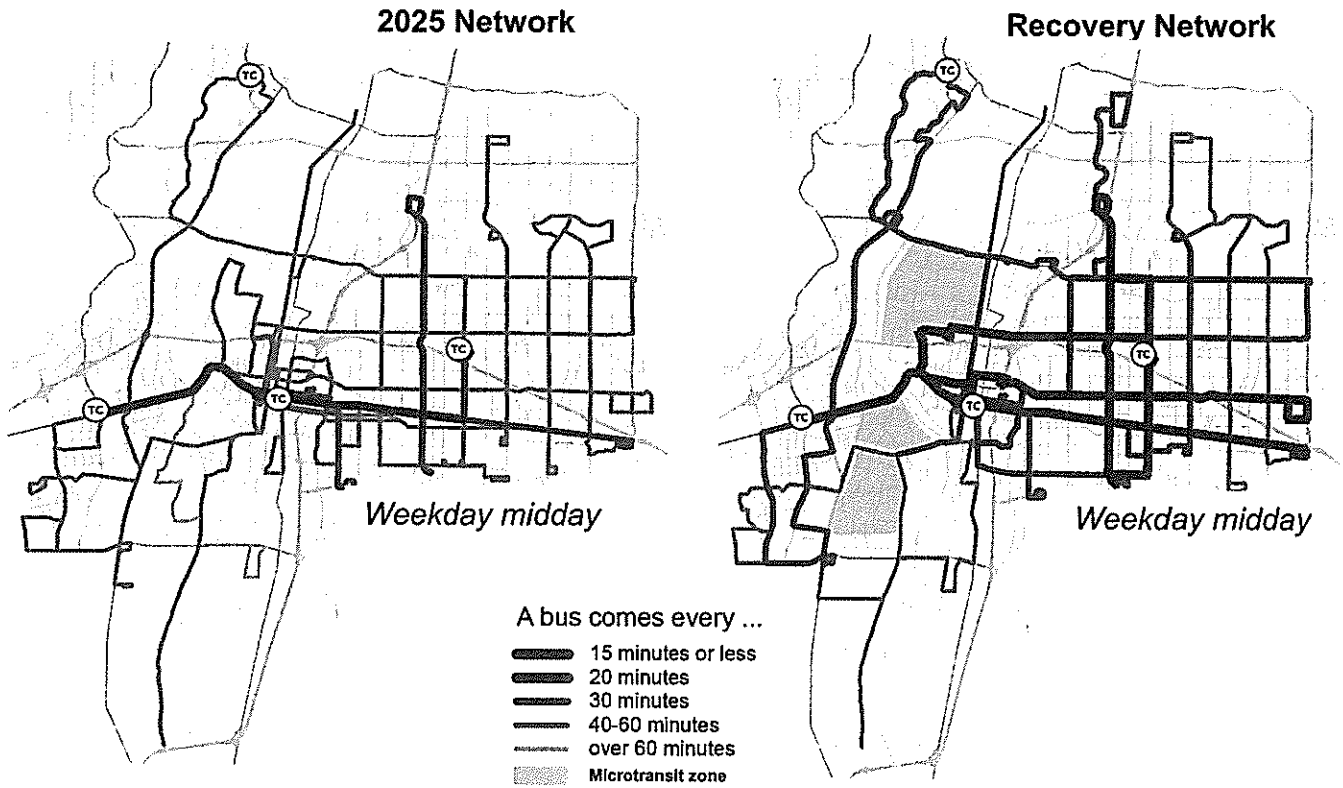 2025 Network
Recovery Network
TC
TC
TC
TC
TC
TC
TC
TC
Weekday midday
Weekday midday
A bus comes every ...
15 minutes or less
20 minutes
30 minutes
40-60 minutes
over 60 minutes
Microtransit zone